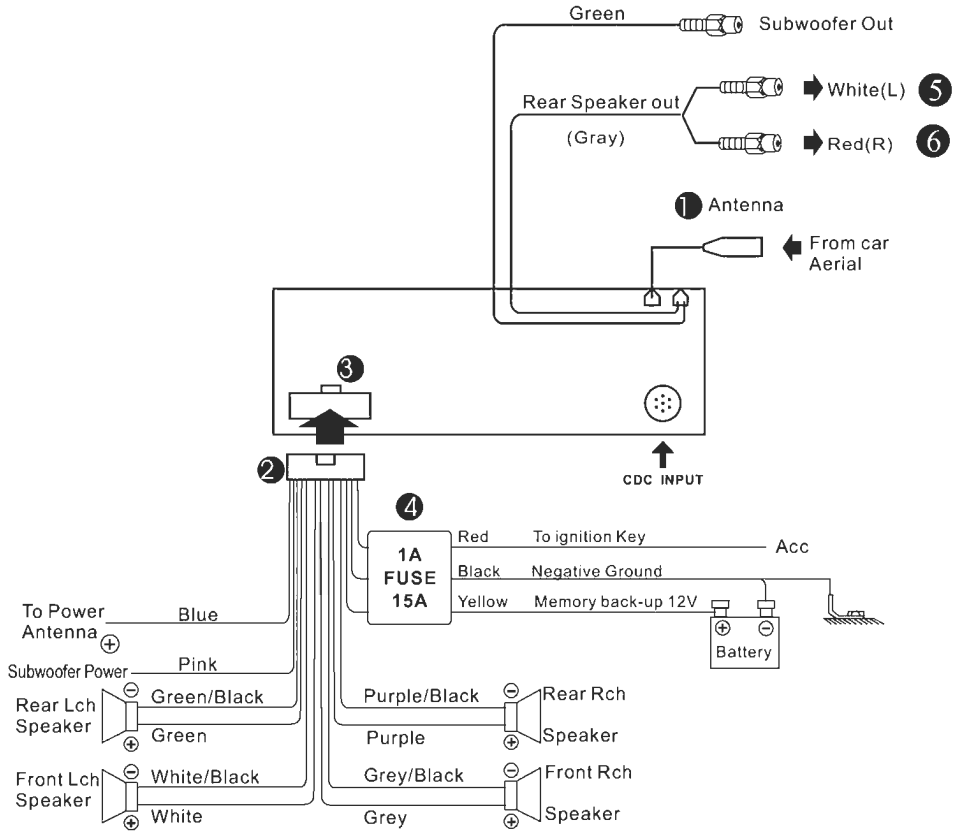 Green
Subwoofer Out
Rear Speaker out
(Gray)
White(L)
5
Red(R)
6
1
Antenna
From car
Aerial
3
CDC INPUT
2
4
1A
FUSE
15A
Red
To ignition Key
Acc
Black
Negative Ground
Yellow
Memory back-up 12V
+
−
Battery
To Power
Antenna
+
Blue
Subwoofer Power
Pink
Rear Lch
Speaker
−
+
Green/Black
Green
Purple/Black
Purple
−
+
Rear Rch
Speaker
Front Lch
Speaker
−
+
White/Black
White
Grey/Black
Grey
−
+
Front Rch
Speaker